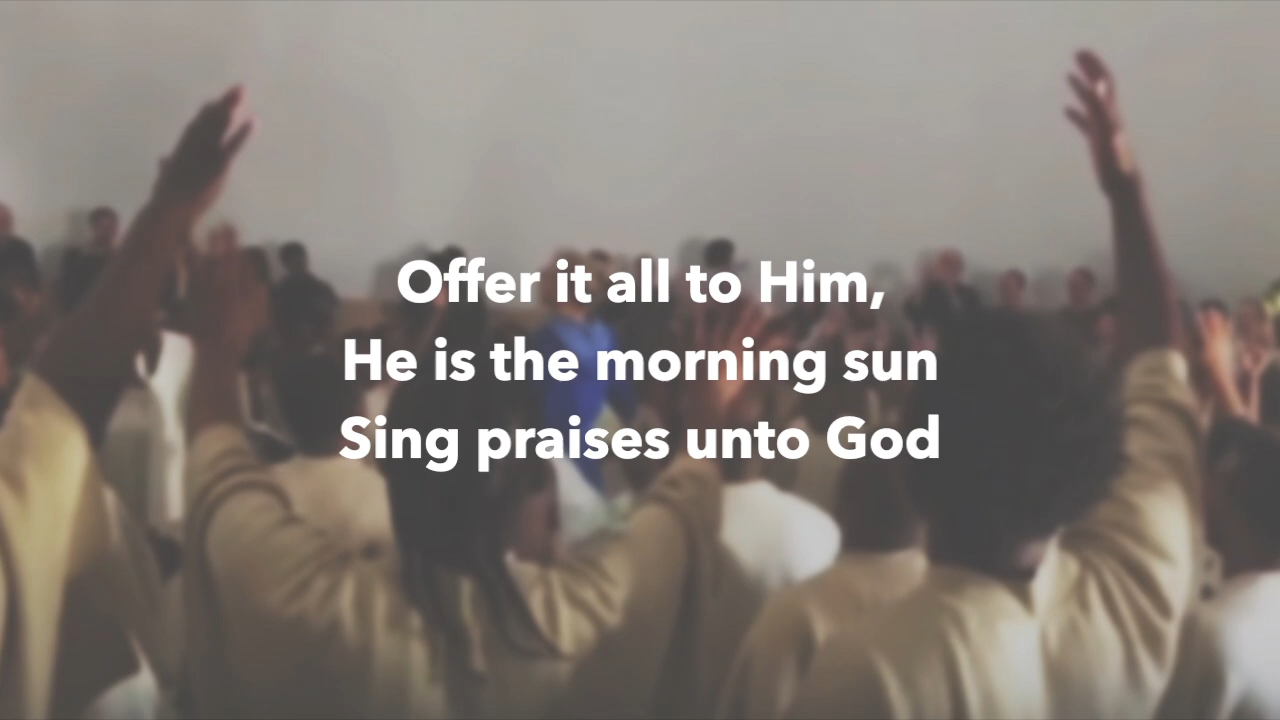 Offer it all to Him,
He is the morning sun
Sing praises unto God